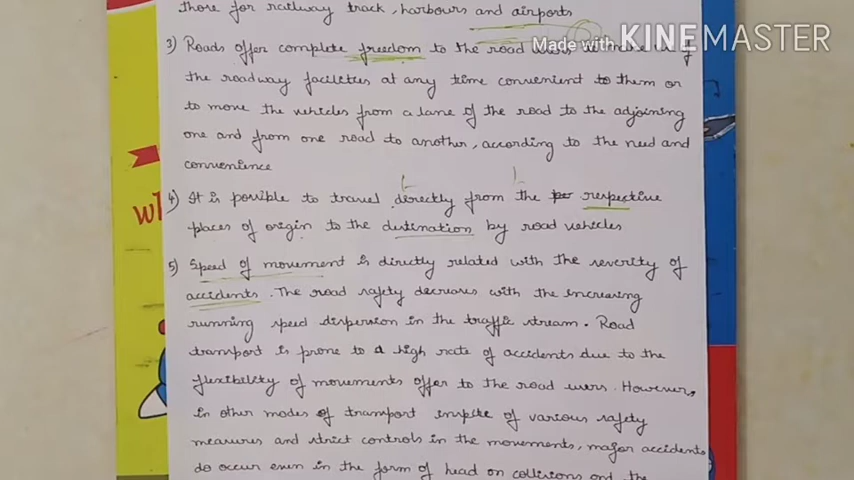 those for railway track, harbours and airports
Made with KINEMASTER
3) Roads offer complete freedom to the road users
the roadway facilities at any time convenient to them or
to move the vehicles from a lane of the road to the adjoining
one and from one road to another, according to the need and
convenience
4) It is possible to travel directly from the respective
places of origin to the destination by road vehicles
5) Speed of movement is directly related with the severity of
accidents. The road safety decreases with the increasing
running speed dispersion in the traffic stream. Road
transport is prone to a high rate of accidents due to the
flexibility of movements offer to the road users. However,
in other modes of transport inspite of various safety
measures and strict controls in the movements, major accidents
do occur even in the form of head on collisions and the
wh